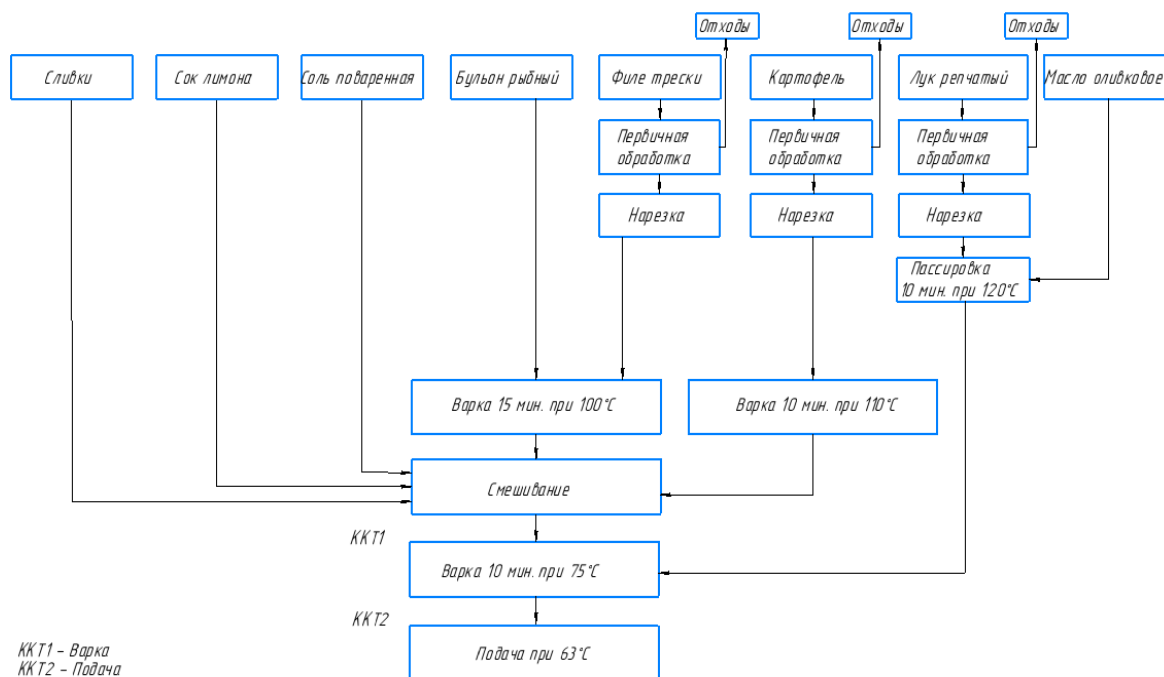 Отходы
Отходы
Отходы
Сливки
Сок лимона
Соль поваренная
Бульон рыбный
Филе трески
Картофель
Лук репчатый
Масло оливковое
Первичная
обработка
Первичная
обработка
Первичная
обработка
Нарезка
Нарезка
Нарезка
Пассировка
10 мин. при 120°С
Варка 15 мин. при 100°С
Варка 10 мин. при 110°С
Смешивание
ККТ1
Варка 10 мин. при 75°С
ККТ2
Подача при 63°С
ККТ1 - Варка
ККТ2 - Подача